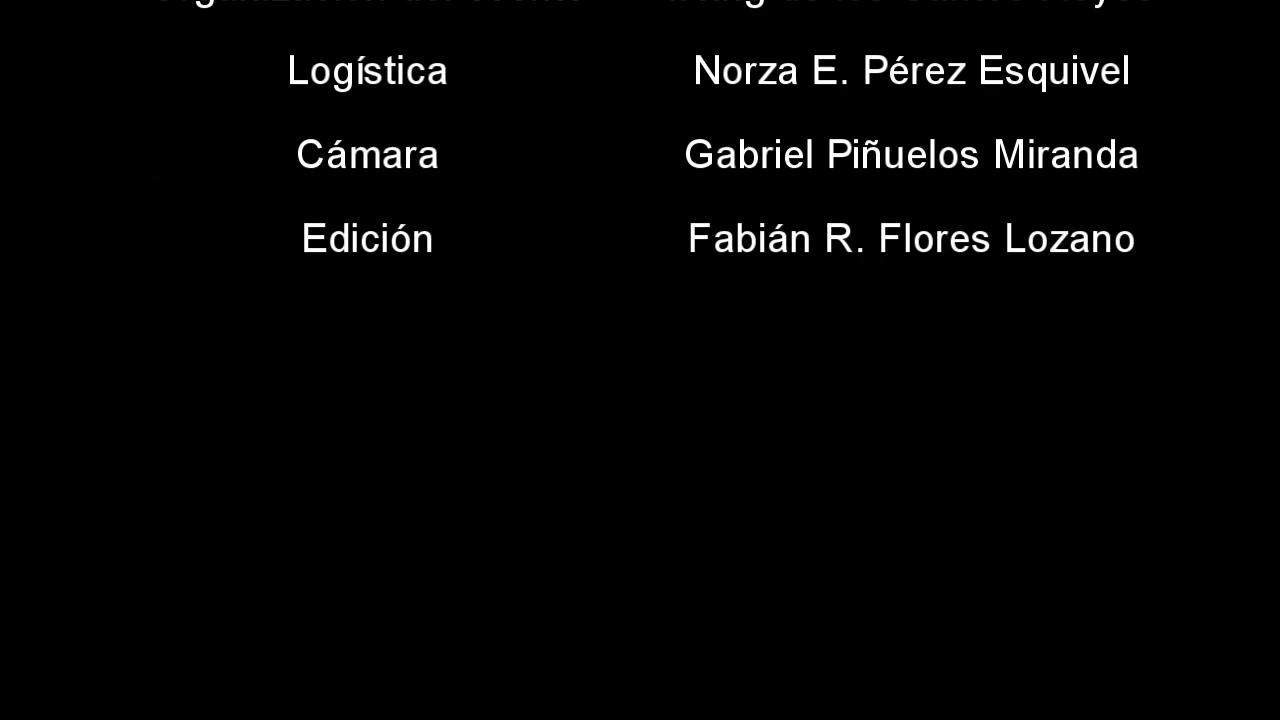 Logística Norza E. Pérez Esquivel
Cámara Gabriel Piñuelos Miranda
Edición Fabián R. Flores Lozano